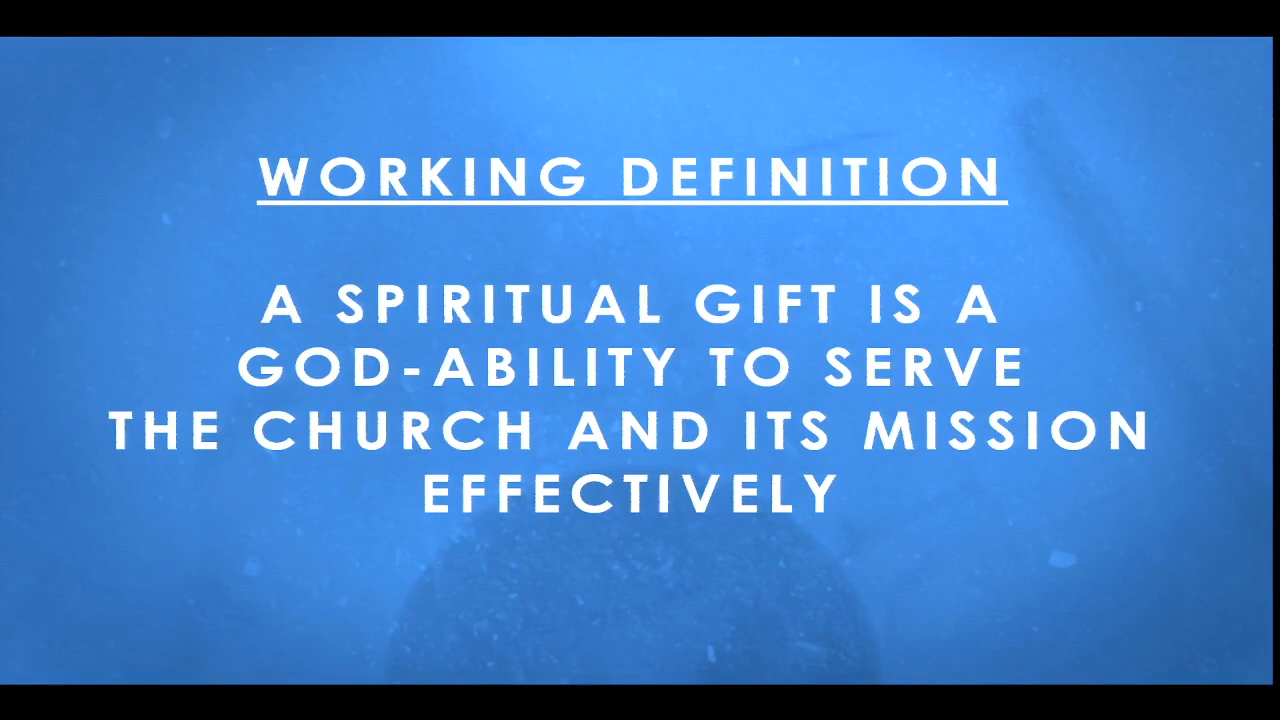 WORKING DEFINITION
A SPIRITUAL GIFT IS A
GOD-ABILITY TO SERVE
THE CHURCH AND ITS MISSION
EFFECTIVELY